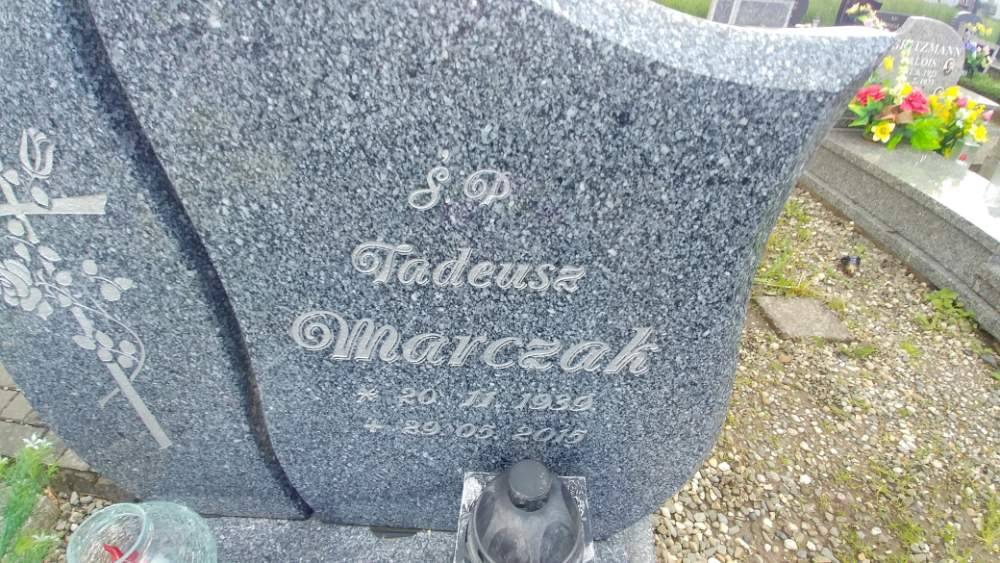 Ś.P.
Tadeusz
Marczak
* 20 11 1939
+ 29 05 2015